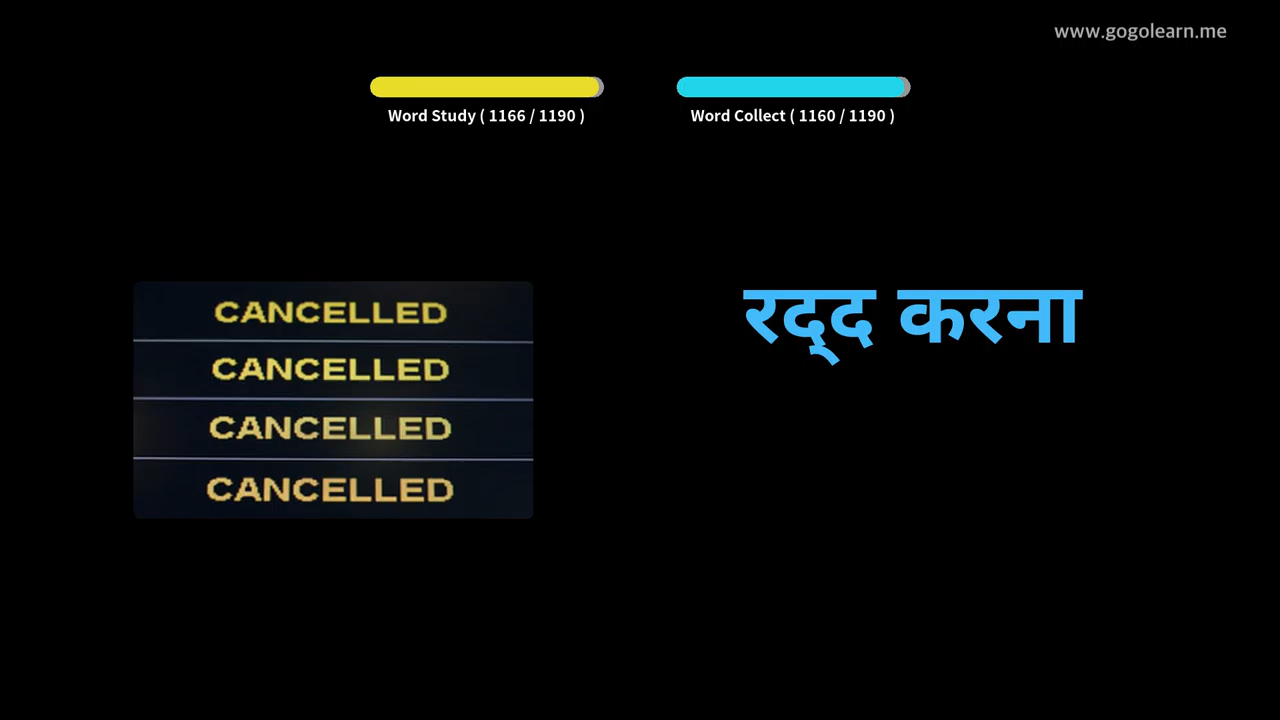 www.gogolearn.me
Word Study ( 1166 / 1190 )
Word Collect ( 1160 / 1190 )
CANCELLED
CANCELLED
CANCELLED
CANCELLED
रद्‌द करना